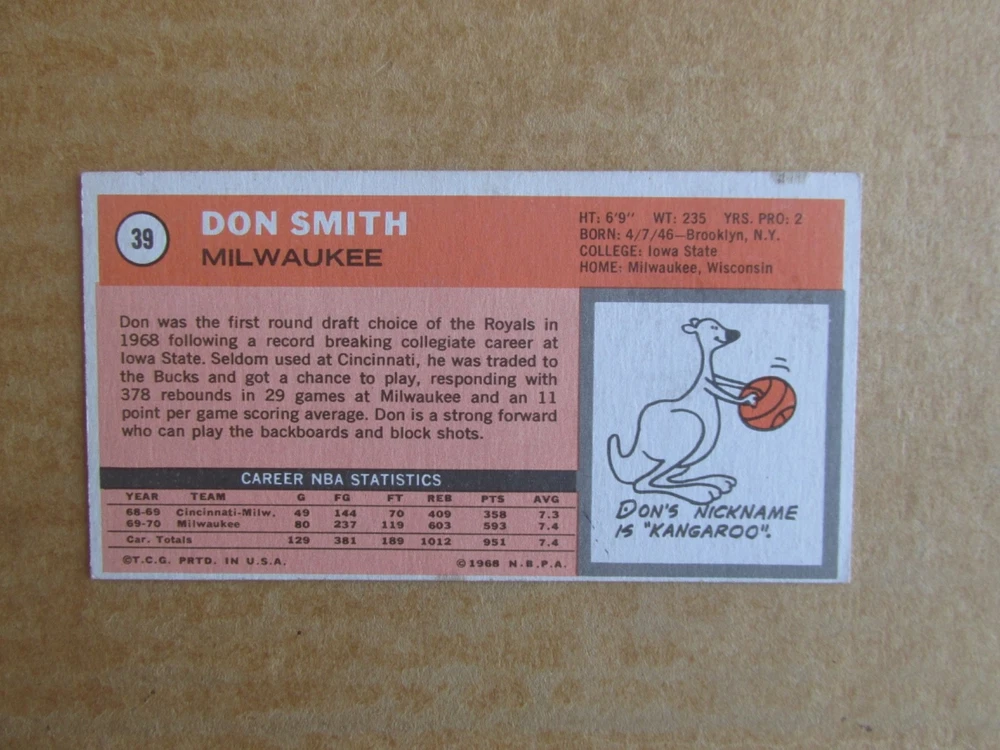 39
DON SMITH
MILWAUKEE
HT: 6'9" WT: 235 YRS. PRO: 2
BORN: 4/7/46—Brooklyn, N.Y.
COLLEGE: Iowa State
HOME: Milwaukee, Wisconsin
Don was the first round draft choice of the Royals in
1968 following a record breaking collegiate career at
Iowa State. Seldom used at Cincinnati, he was traded to
the Bucks and got a chance to play, responding with
378 rebounds in 29 games at Milwaukee and an 11
point per game scoring average. Don is a strong forward
who can play the backboards and block shots.
CAREER NBA STATISTICS
YEAR TEAM G FG FT REB PTS AVG
68-69 Cincinnati-Milw. 49 144 70 409 358 7.3
69-70 Milwaukee 80 237 119 603 593 7.4
Car. Totals 129 381 189 1012 951 7.4
©T.C.G. PRTD. IN U.S.A. ©1968 N.B.P.A.
DON'S NICKNAME
IS "KANGAROO".